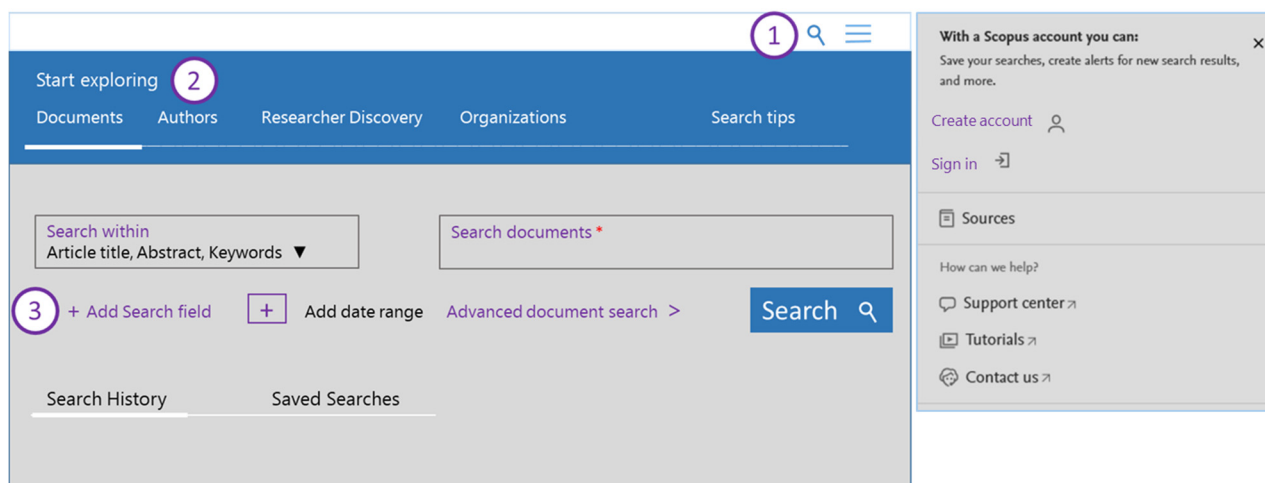 1
Start exploring 2
Documents Authors Researcher Discovery Organizations Search tips
Search within
Article title, Abstract, Keywords ▼
Search documents *
3 + Add Search field + Add date range Advanced document search > Search
Search History Saved Searches
With a Scopus account you can:
Save your searches, create alerts for new search results,
and more.
Create account
Sign in
Sources
How can we help?
Support center
Tutorials
Contact us